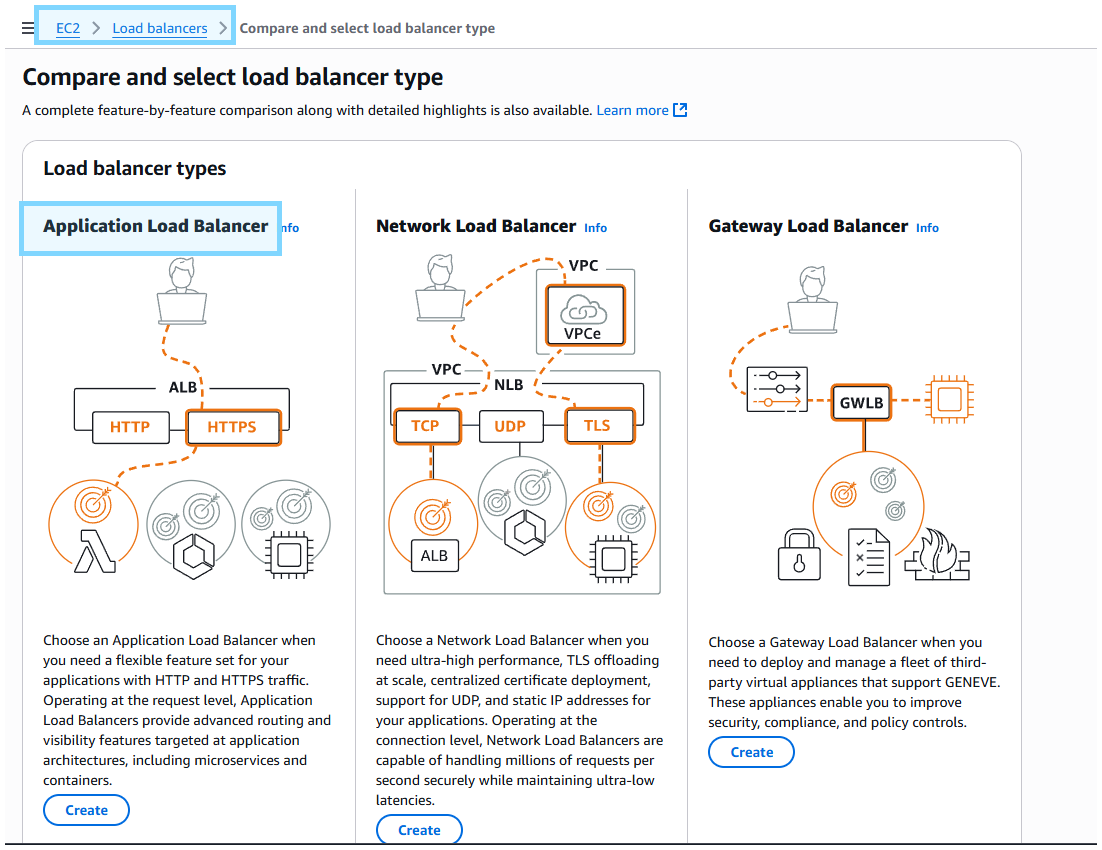 EC2 > Load balancers > Compare and select load balancer type
Compare and select load balancer type
A complete feature-by-feature comparison along with detailed highlights is also available. Learn more
Load balancer types
Application Load Balancer nfo
ALB
HTTP HTTPS
Choose an Application Load Balancer when
you need a flexible feature set for your
applications with HTTP and HTTPS traffic.
Operating at the request level, Application
Load Balancers provide advanced routing and
visibility features targeted at application
architectures, including microservices and
containers.
Create
Network Load Balancer Info
VPC
VPCe
VPC
NLB
TCP UDP TLS
ALB
Choose a Network Load Balancer when you
need ultra-high performance, TLS offloading
at scale, centralized certificate deployment,
support for UDP, and static IP addresses for
your applications. Operating at the
connection level, Network Load Balancers are
capable of handling millions of requests per
second securely while maintaining ultra-low
latencies.
Create
Gateway Load Balancer Info
GWLB
Choose a Gateway Load Balancer when you
need to deploy and manage a fleet of third-
party virtual appliances that support GENEVE.
These appliances enable you to improve
security, compliance, and policy controls.
Create